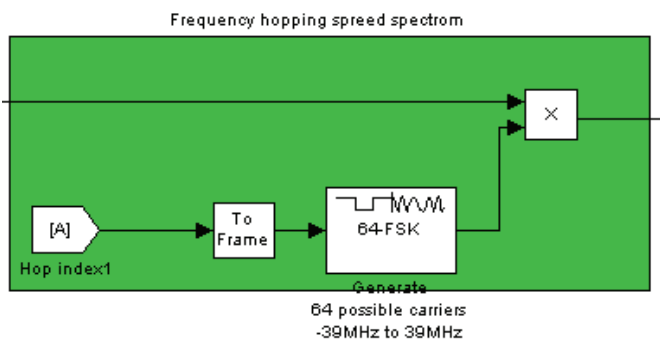 Frequency hopping spreed spectrom
×
[A]
Hop index1
To
Frame
64-FSK
Generate
64 possible carriers
-39MHz to 39MHz